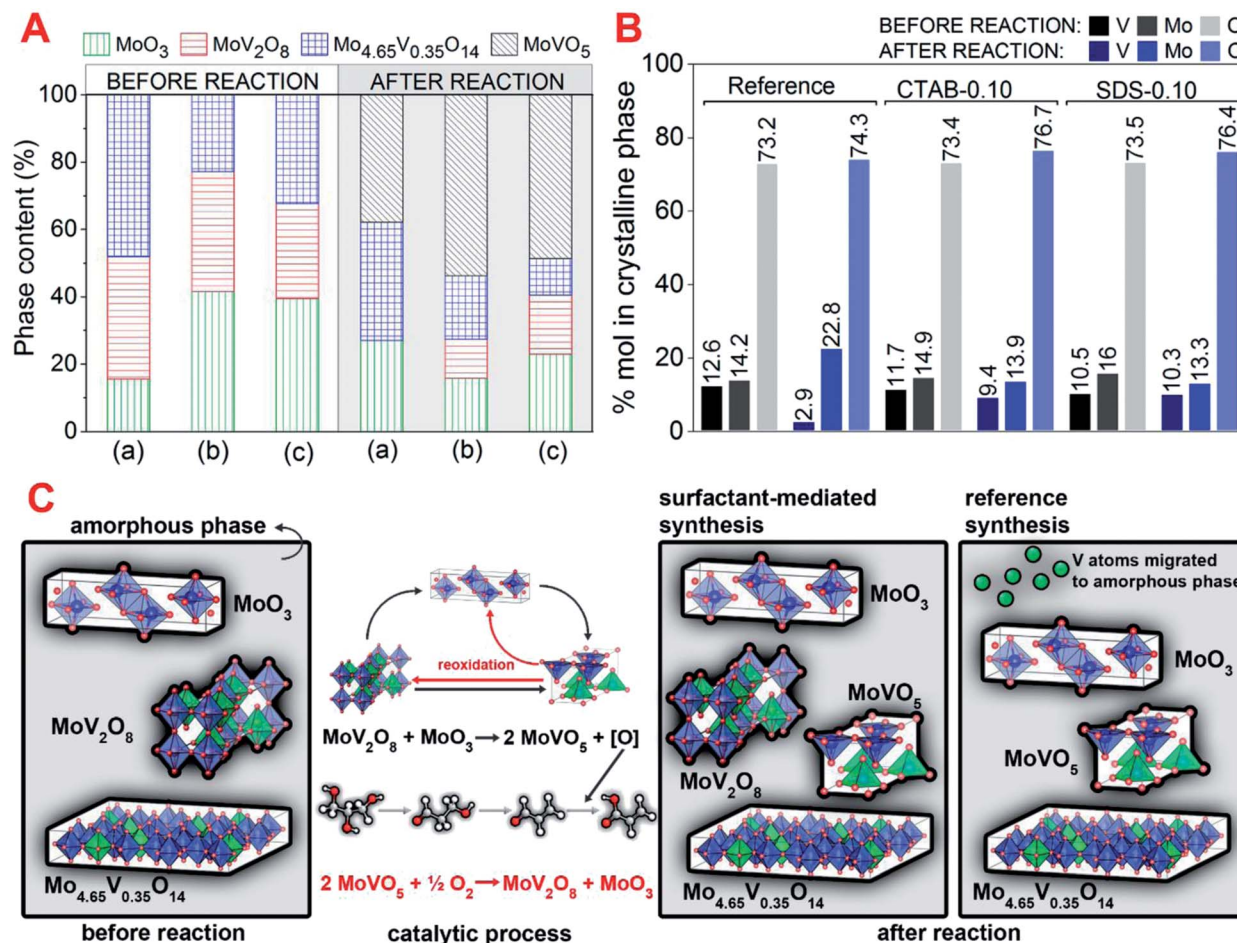 A
MoO₃ MoV₂O₈ Mo₄.₆₅V₀.₃₅O₁₄ MoVO₅
BEFORE REACTION AFTER REACTION
Phase content (%)
100
80
60
40
20
0
(a) (b) (c) (a) (b) (c)
B
BEFORE REACTION: V Mo
AFTER REACTION: V Mo
% mol in crystalline phase
100
80
60
40
20
0
Reference CTAB-0.10 SDS-0.10
12.6 14.2 73.2 2.9 22.8 74.3 11.7 14.9 73.4 9.4 13.9 76.7 10.5 16 73.5 10.3 13.3 76.4
C
amorphous phase
MoO₃
MoV₂O₈
Mo₄.₆₅V₀.₃₅O₁₄
before reaction
reoxidation
MoV₂O₈ + MoO₃ → 2 MoVO₅ + [O]
2 MoVO₅ + ½ O₂ → MoV₂O₈ + MoO₃
catalytic process
surfactant-mediated
synthesis
MoO₃
MoVO₅
MoV₂O₈
Mo₄.₆₅V₀.₃₅O₁₄
reference
synthesis
V atoms migrated
to amorphous phase
MoO₃
MoVO₅
Mo₄.₆₅V₀.₃₅O₁₄
after reaction